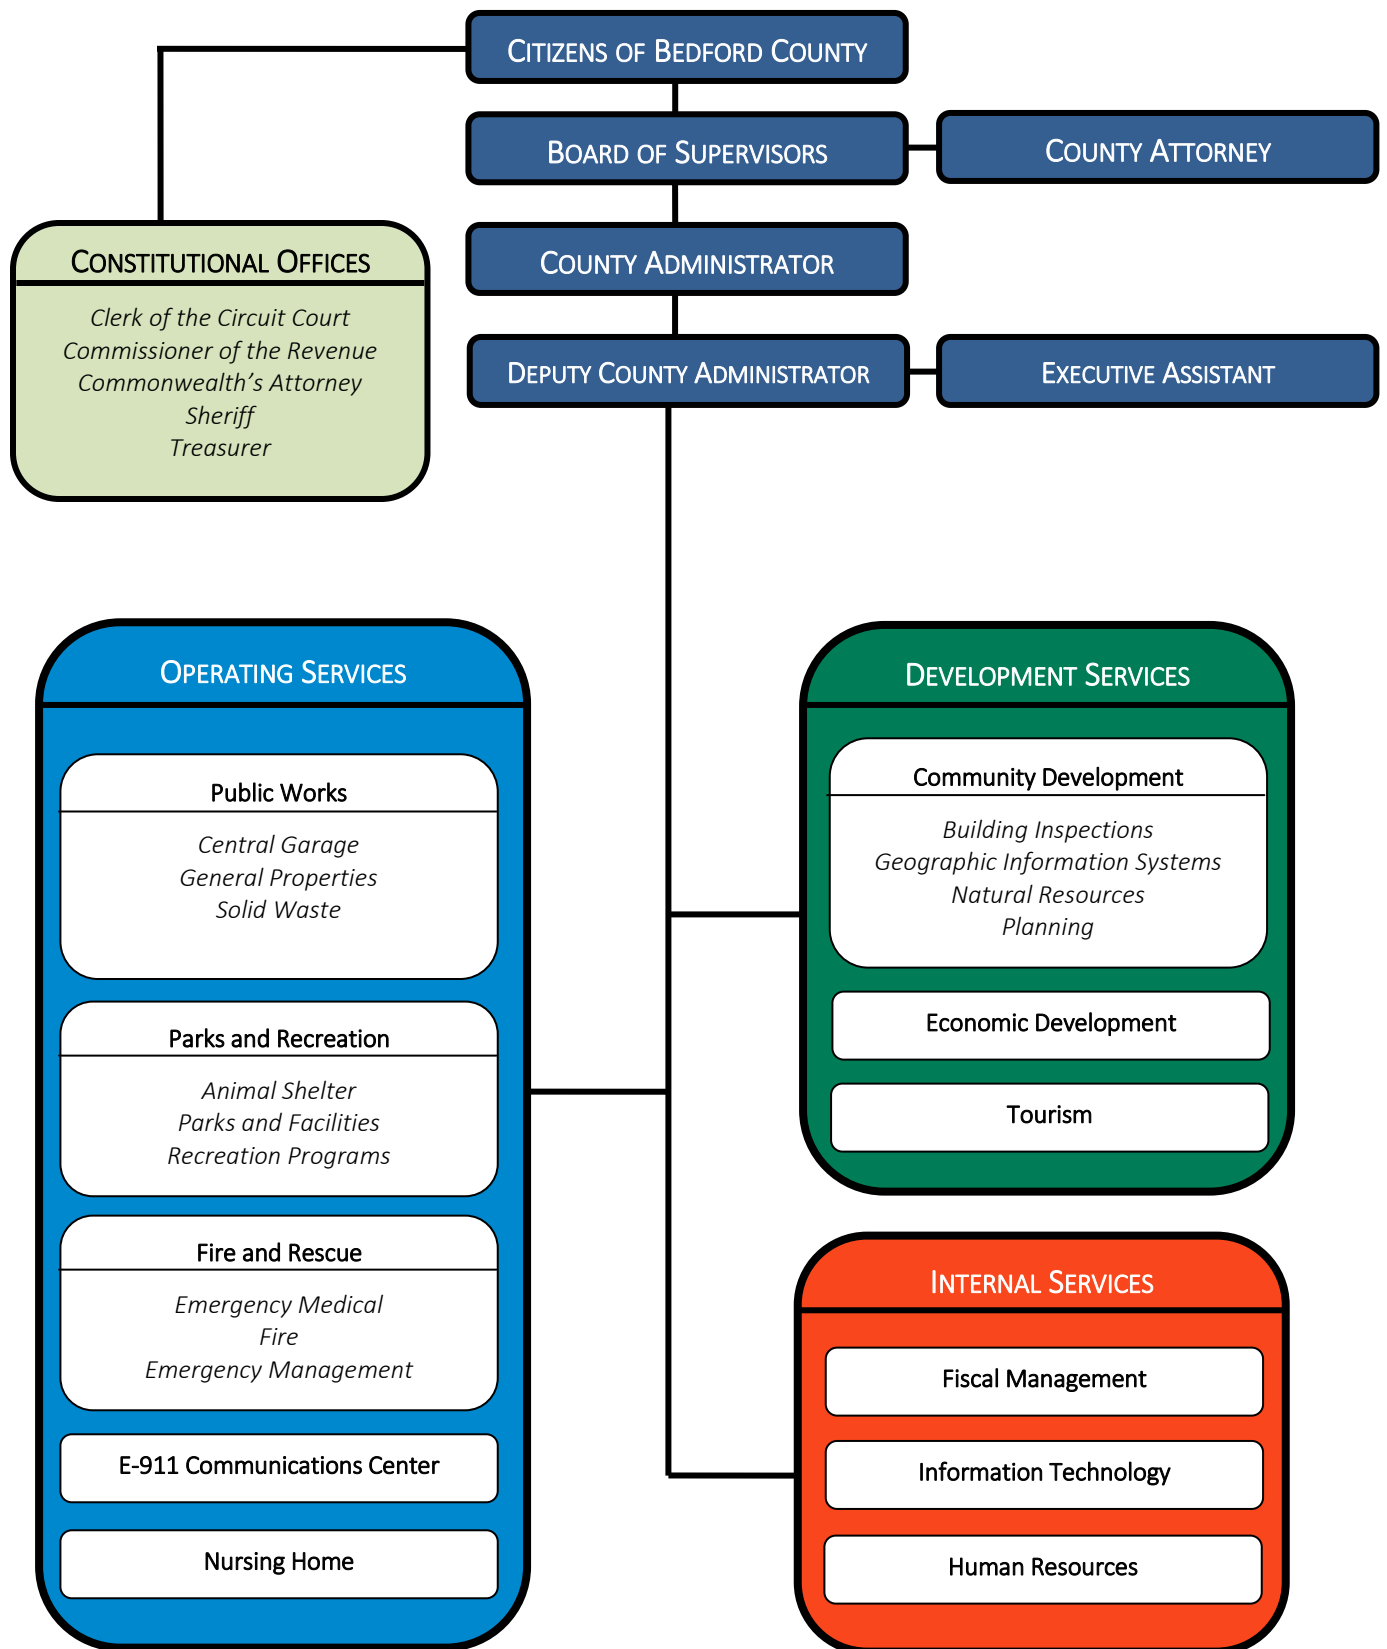 CITIZENS OF BEDFORD COUNTY
BOARD OF SUPERVISORS
COUNTY ATTORNEY
COUNTY ADMINISTRATOR
DEPUTY COUNTY ADMINISTRATOR
EXECUTIVE ASSISTANT
CONSTITUTIONAL OFFICES
Clerk of the Circuit Court
Commissioner of the Revenue
Commonwealth’s Attorney
Sheriff
Treasurer
OPERATING SERVICES
Public Works
Central Garage
General Properties
Solid Waste
Parks and Recreation
Animal Shelter
Parks and Facilities
Recreation Programs
Fire and Rescue
Emergency Medical
Fire
Emergency Management
E-911 Communications Center
Nursing Home
DEVELOPMENT SERVICES
Community Development
Building Inspections
Geographic Information Systems
Natural Resources
Planning
Economic Development
Tourism
INTERNAL SERVICES
Fiscal Management
Information Technology
Human Resources